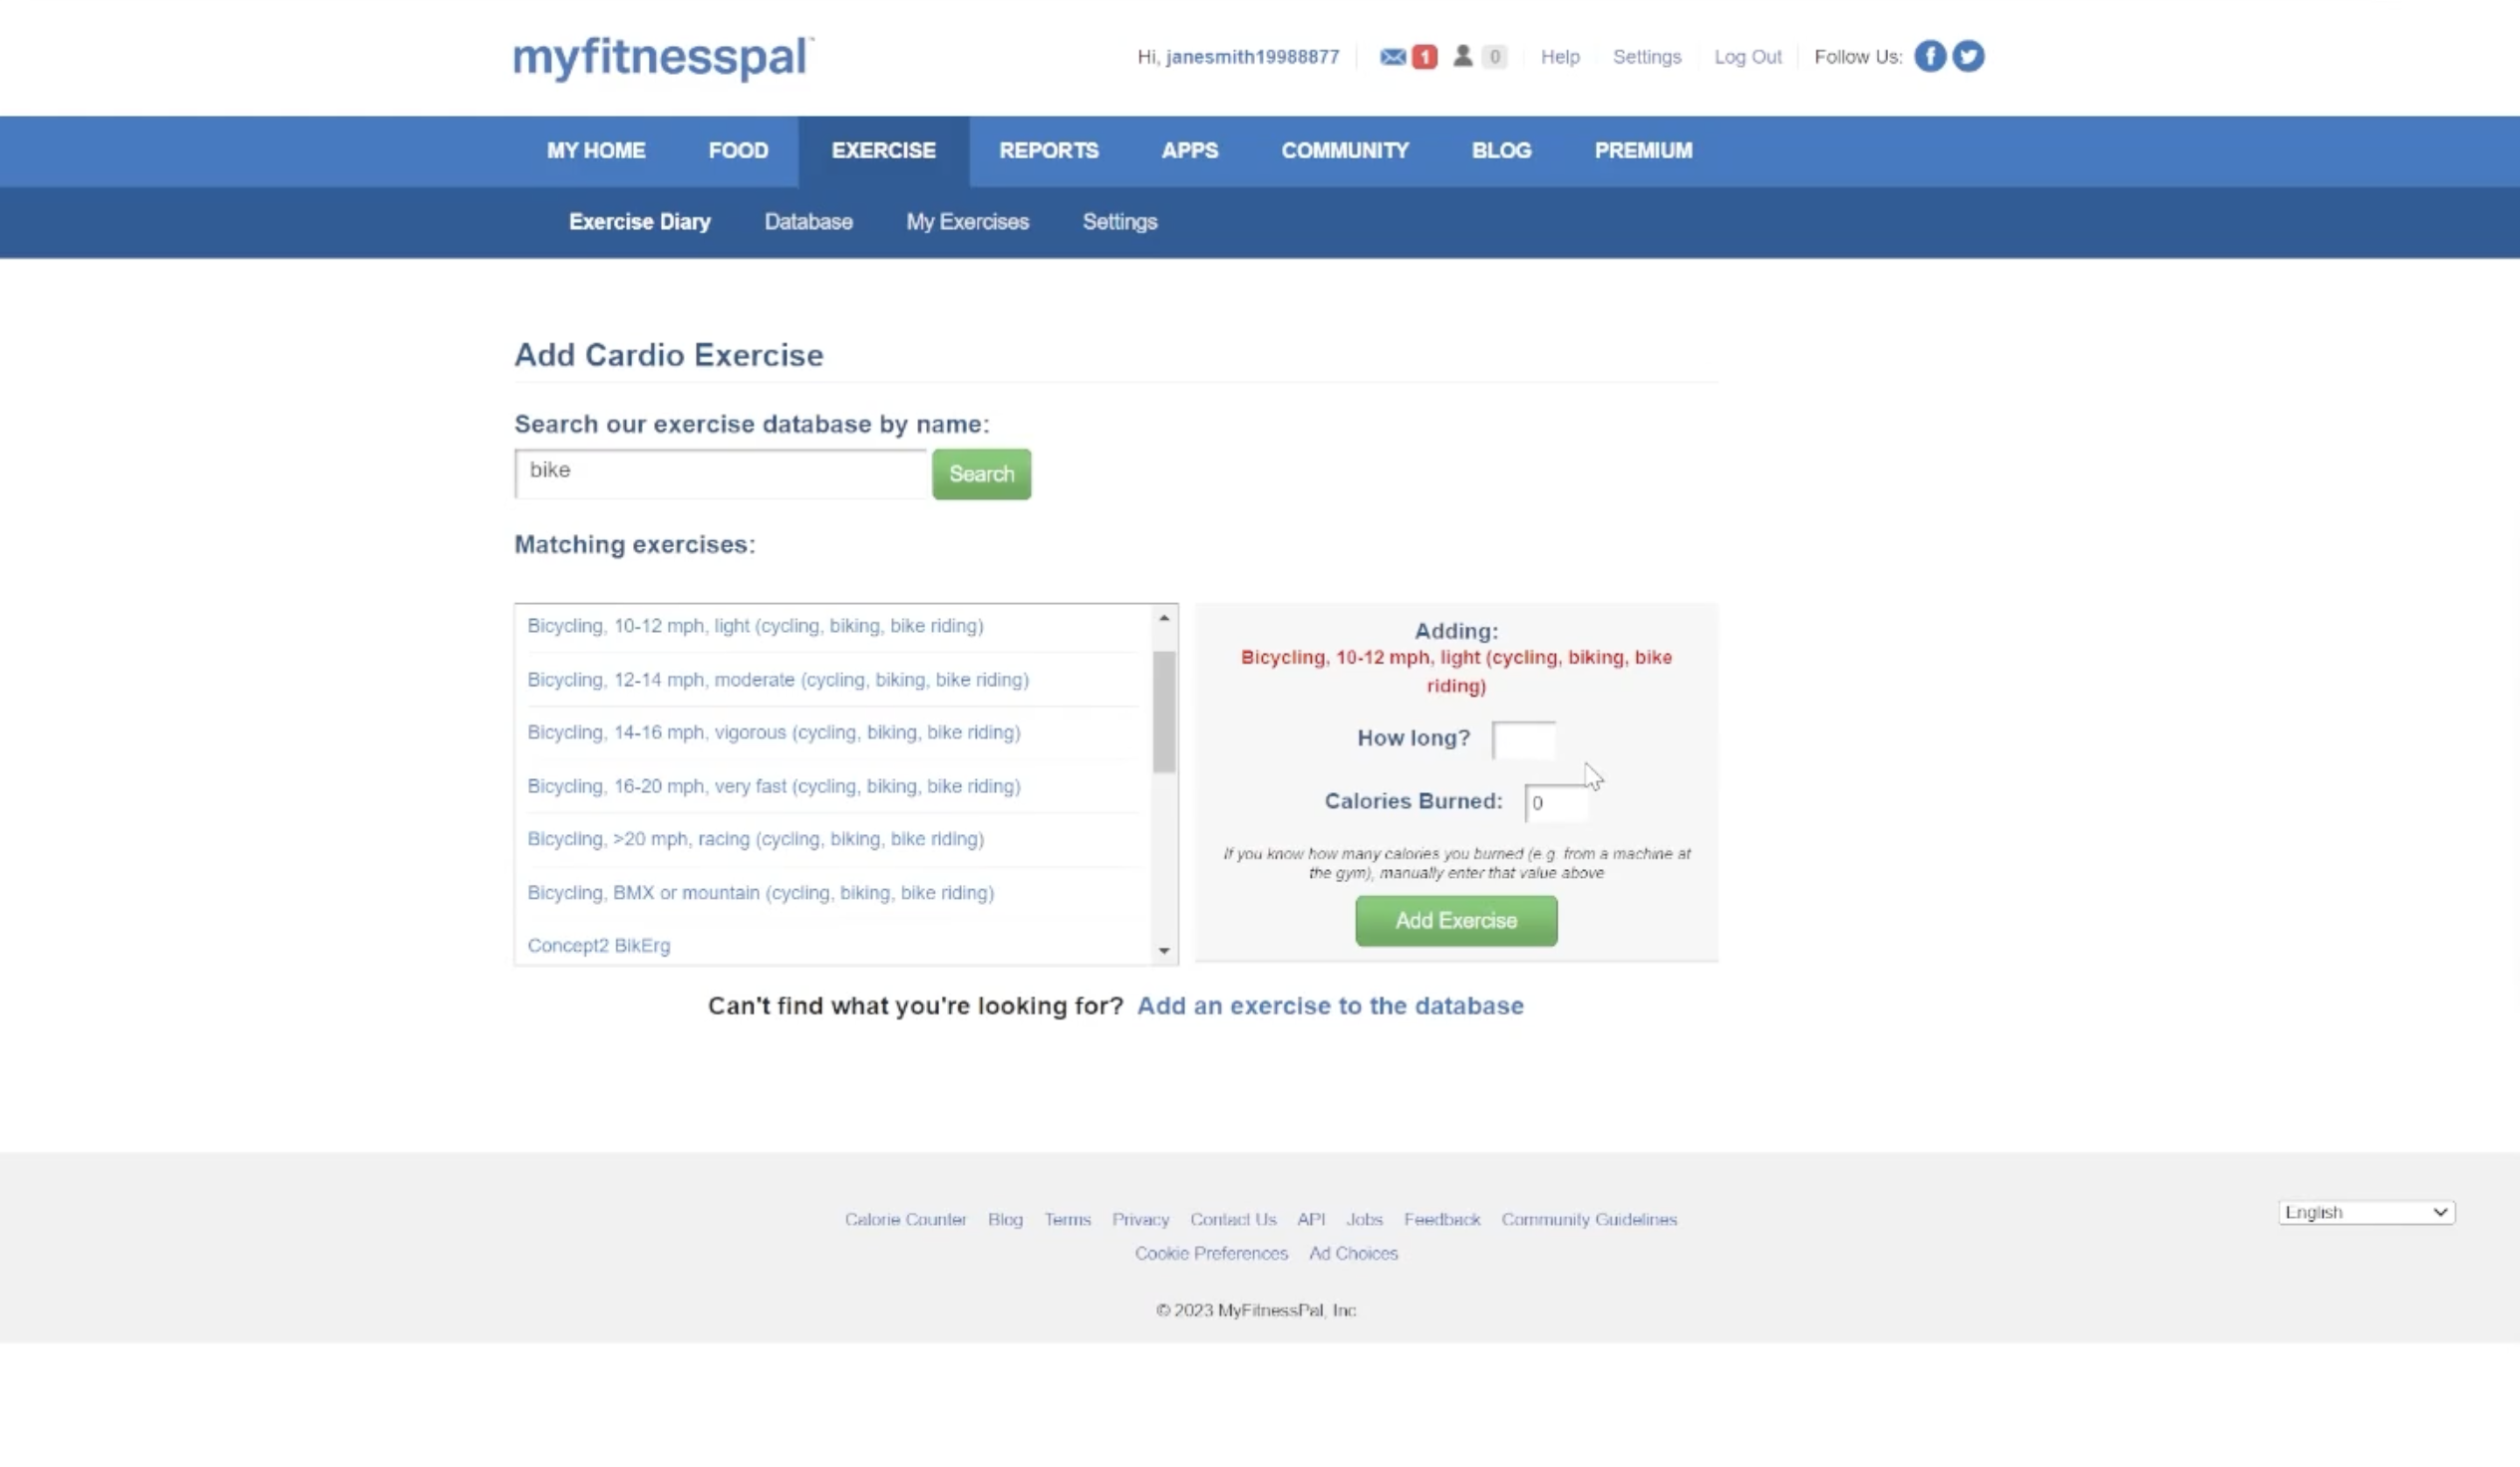 myfitnesspal
Hi, janesmith19988877 1 0 Help Settings Log Out Follow Us:
MY HOME FOOD EXERCISE REPORTS APPS COMMUNITY BLOG PREMIUM
Exercise Diary Database My Exercises Settings
Add Cardio Exercise
Search our exercise database by name:
bike Search
Matching exercises:
Bicycling, 10-12 mph, light (cycling, biking, bike riding)
Bicycling, 12-14 mph, moderate (cycling, biking, bike riding)
Bicycling, 14-16 mph, vigorous (cycling, biking, bike riding)
Bicycling, 16-20 mph, very fast (cycling, biking, bike riding)
Bicycling, >20 mph, racing (cycling, biking, bike riding)
Bicycling, BMX or mountain (cycling, biking, bike riding)
Concept2 BikErg
Adding:
Bicycling, 10-12 mph, light (cycling, biking, bike
riding)
How long?
Calories Burned: 0
If you know how many calories you burned (e.g. from a machine at
the gym), manually enter that value above
Add Exercise
Can't find what you're looking for? Add an exercise to the database
Calorie Counter Blog Terms Privacy Contact Us API Jobs Feedback Community Guidelines
Cookie Preferences Ad Choices
English
© 2023 MyFitnessPal, Inc